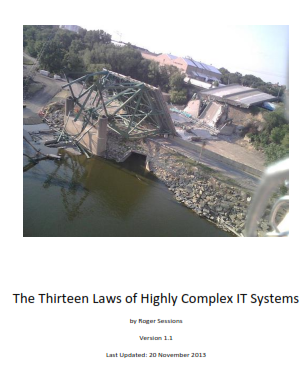 The Thirteen Laws of Highly Complex IT Systems
by Roger Sessions
Version 1.1
Last Updated: 20 November 2013